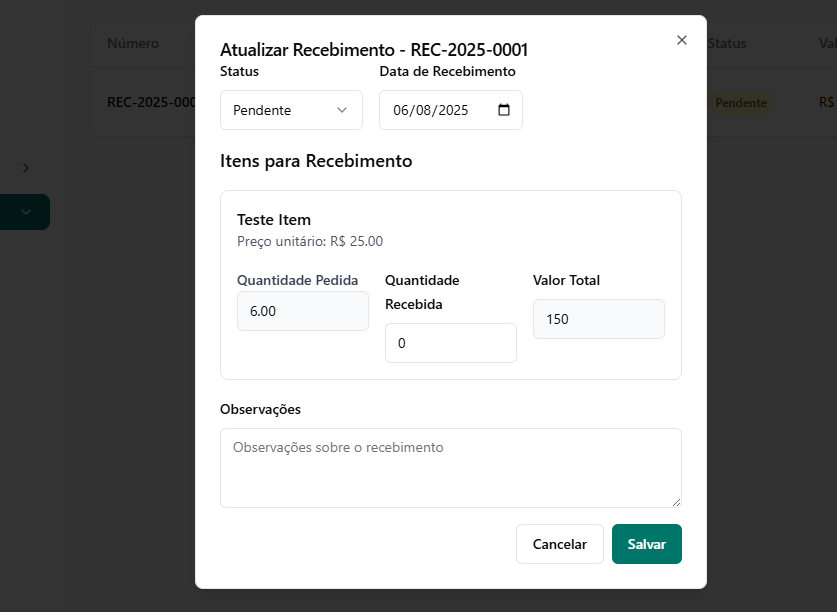 Número
Status
Val
REC-2025-000
Pendente
R$
Atualizar Recebimento - REC-2025-0001
Status
Data de Recebimento
Pendente
06/08/2025
Itens para Recebimento
Teste Item
Preço unitário: R$ 25.00
Quantidade Pedida
6.00
Quantidade
Recebida
0
Valor Total
150
Observações
Observações sobre o recebimento
Cancelar
Salvar